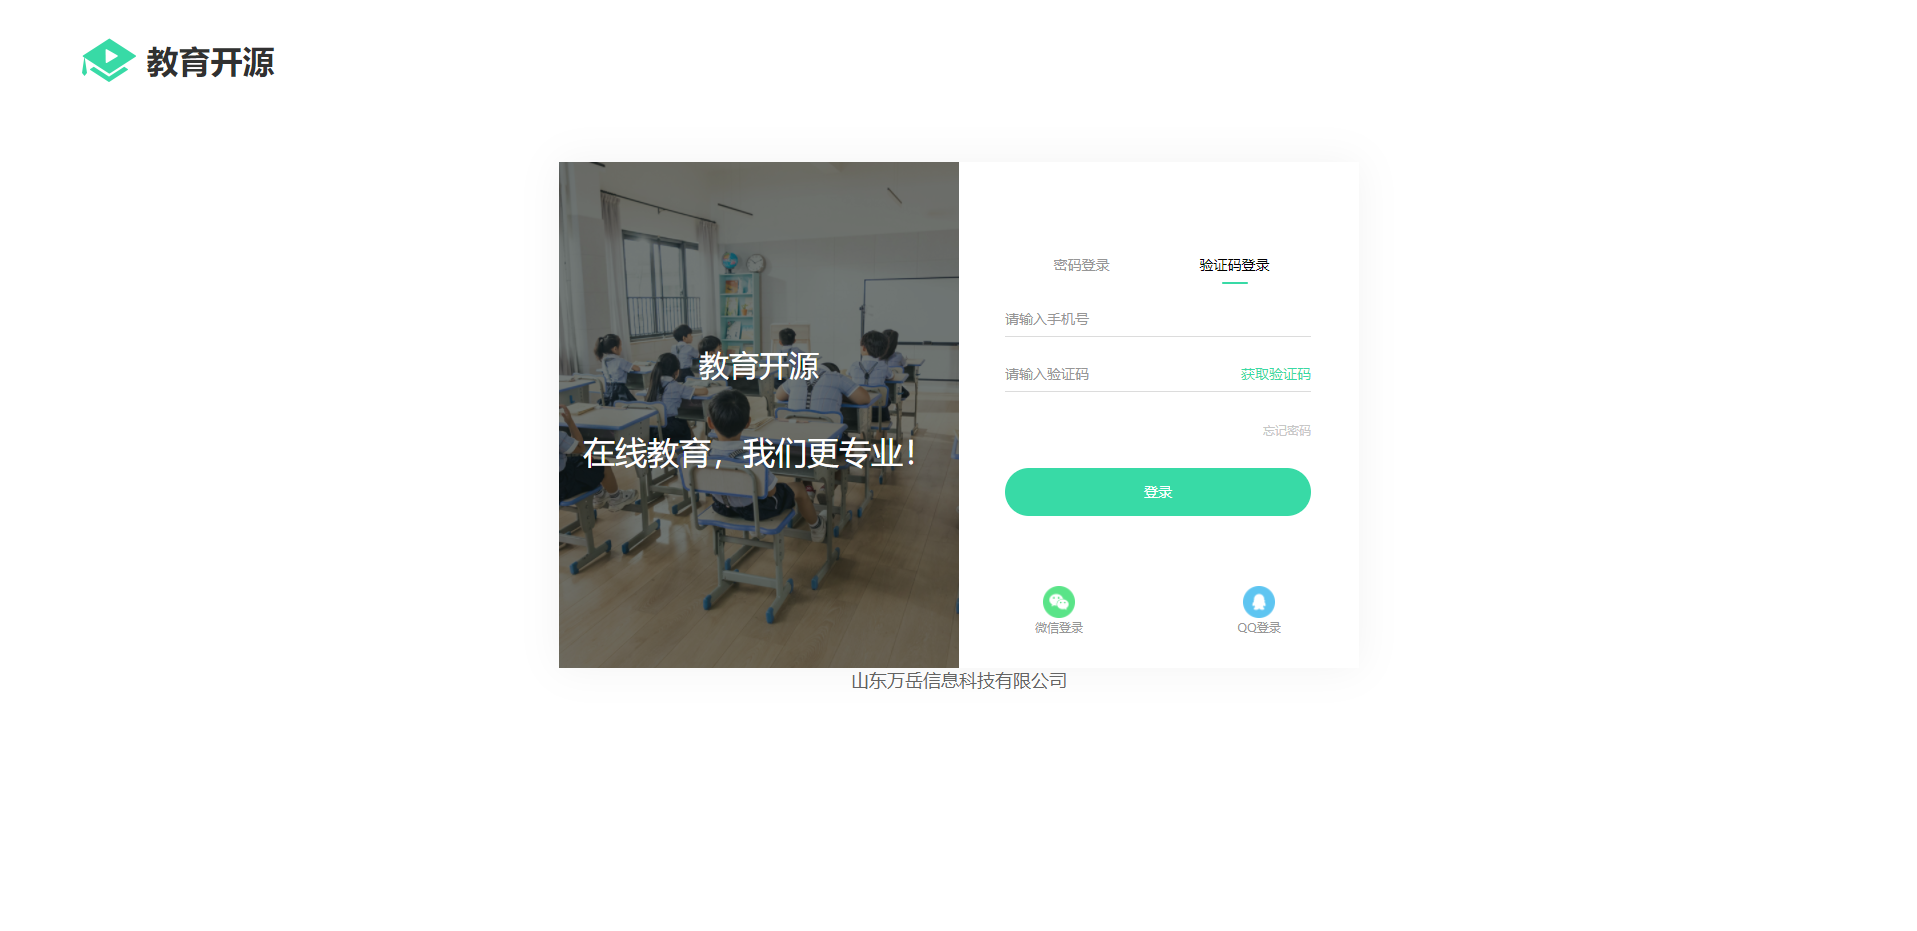 教育开源
教育开源
在线教育，我们更专业！
密码登录
验证码登录
请输入手机号
请输入验证码
获取验证码
忘记密码
登录
微信登录
QQ登录
山东万岳信息科技有限公司